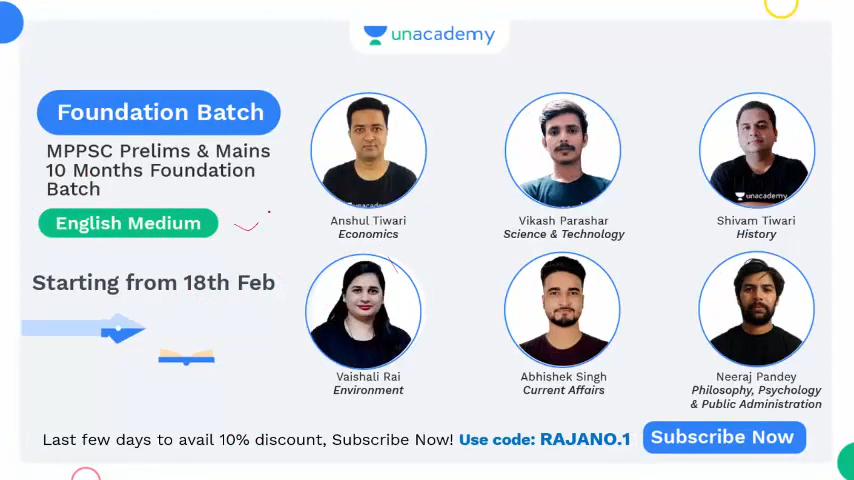 unacademy
Foundation Batch
MPPSC Prelims & Mains
10 Months Foundation
Batch
English Medium
Starting from 18th Feb
unacademy
unacademy
Anshul Tiwari
Economics
Vikash Parashar
Science & Technology
Shivam Tiwari
History
Vaishali Rai
Environment
Abhishek Singh
Current Affairs
Neeraj Pandey
Philosophy, Psychology
& Public Administration
Last few days to avail 10% discount, Subscribe Now! Use code: RAJANO.1
Subscribe Now